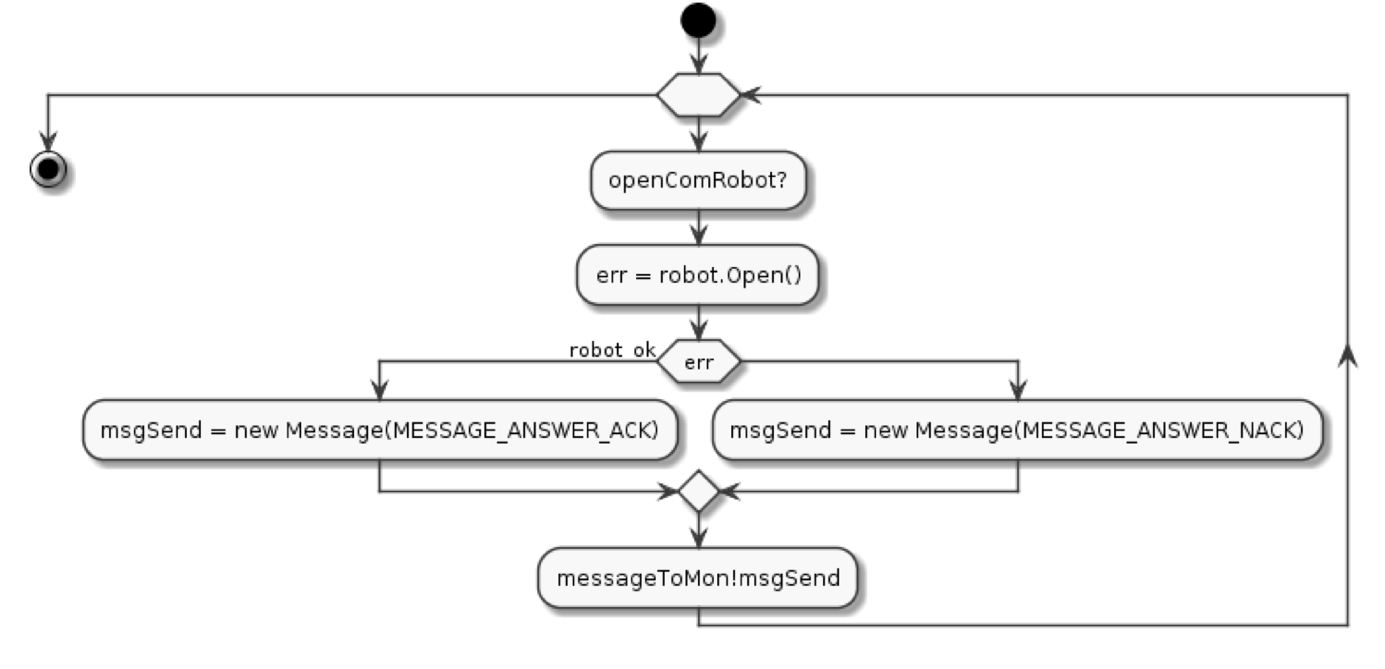 openComRobot?
err = robot.Open()
robot ok
err
msgSend = new Message(MESSAGE_ANSWER_ACK)
msgSend = new Message(MESSAGE_ANSWER_NACK)
messageToMon!msgSend